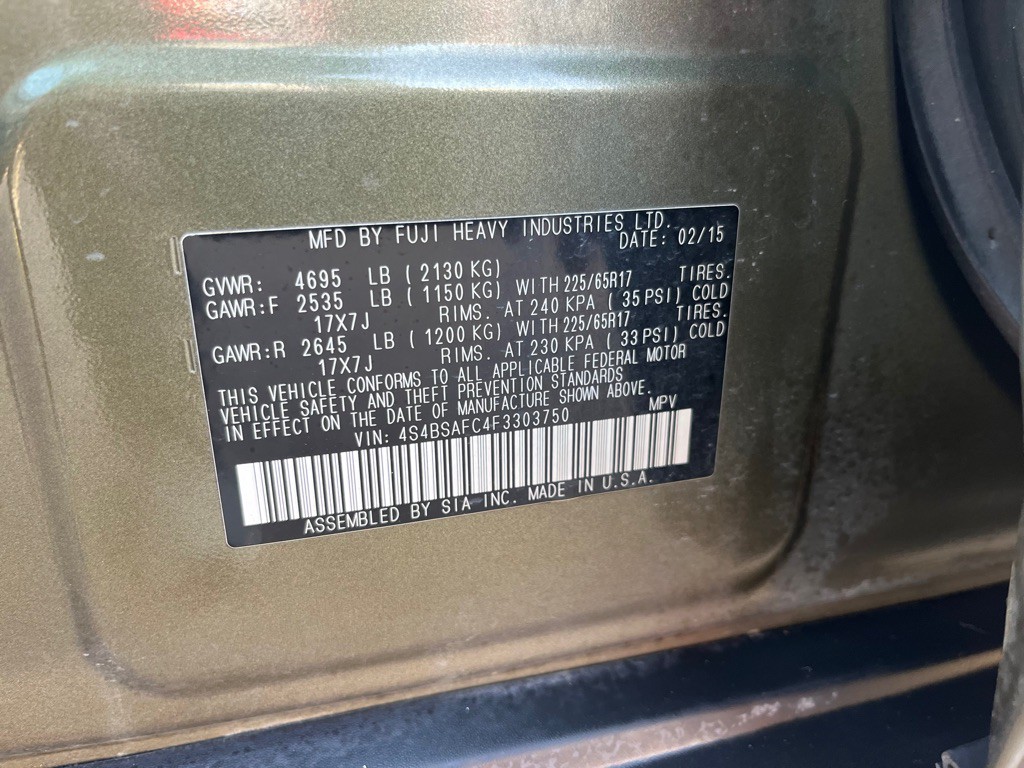 MFD BY FUJI HEAVY INDUSTRIES LTD.
DATE: 02/15
GVWR: 4695 LB (2130 KG)
GAWR:F 2535 LB (1150 KG) WITH 225/65R17 TIRES.
17X7J RIMS. AT 240 KPA (35 PSI) COLD
GAWR:R 2645 LB (1200 KG) WITH 225/65R17 TIRES.
17X7J RIMS. AT 230 KPA (33 PSI) COLD
THIS VEHICLE CONFORMS TO ALL APPLICABLE FEDERAL MOTOR
VEHICLE SAFETY AND THEFT PREVENTION STANDARDS
IN EFFECT ON THE DATE OF MANUFACTURE SHOWN ABOVE.
VIN: 4S4BSAFC4F3303750 MPV
ASSEMBLED BY SIA INC. MADE IN U.S.A.